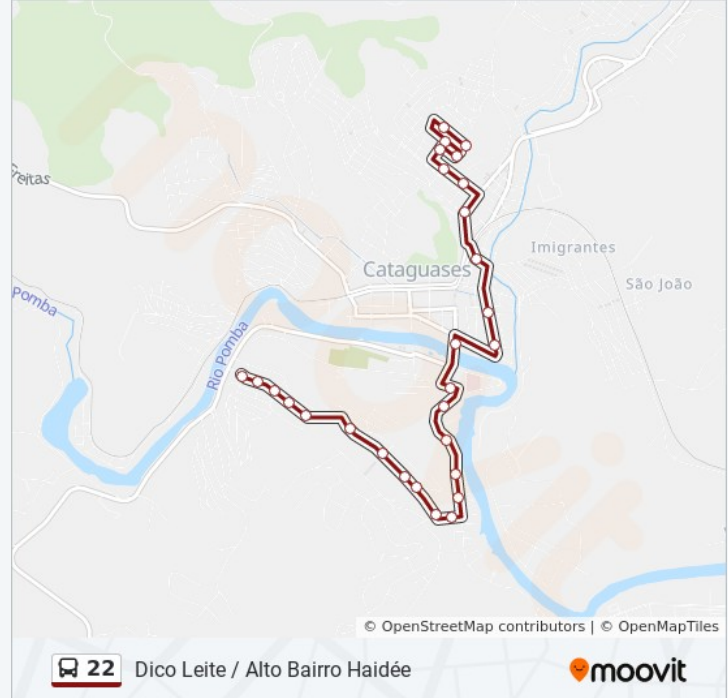 Freitas
Cataguases
Imigrantes
São João
Pomba
Rio Pomba
© OpenStreetMap contributors | © OpenMapTiles
22 Dico Leite / Alto Bairro Haidée
moovit